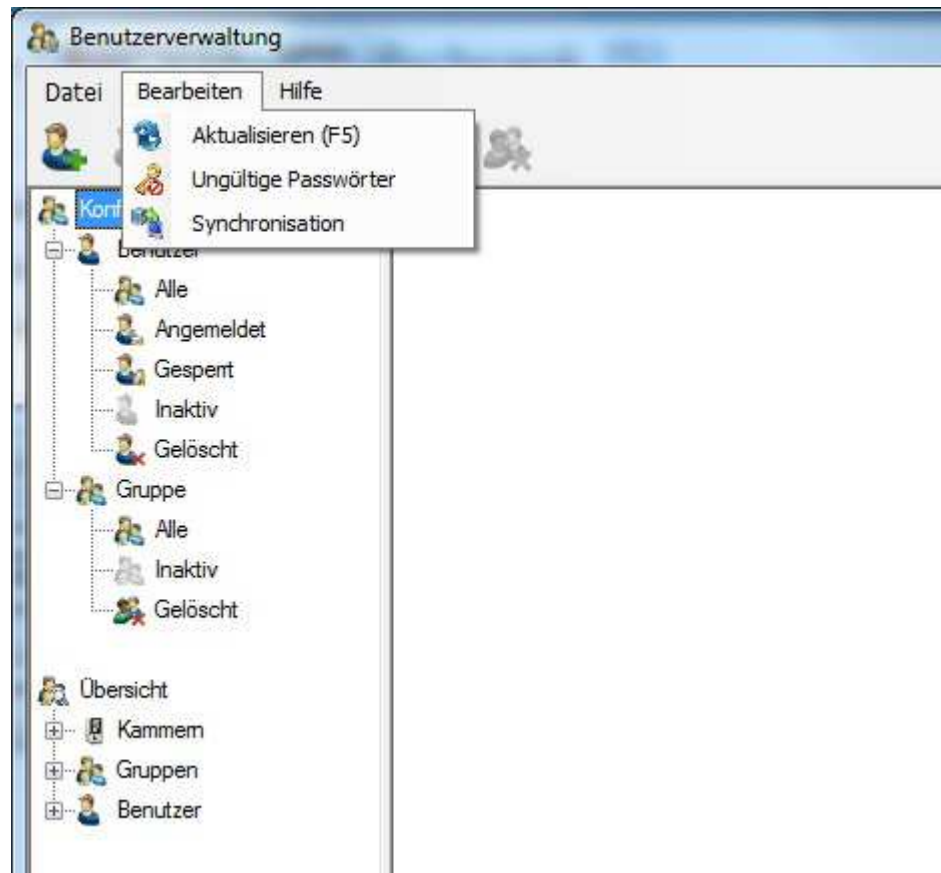 Benutzerverwaltung
Datei Bearbeiten Hilfe
Aktualisieren (F5)
Ungültige Passwörter
Synchronisation
Benutzer
Alle
Angemeldet
Gesperrt
Inaktiv
Gelöscht
Gruppe
Alle
Inaktiv
Gelöscht
Übersicht
Kammern
Gruppen
Benutzer